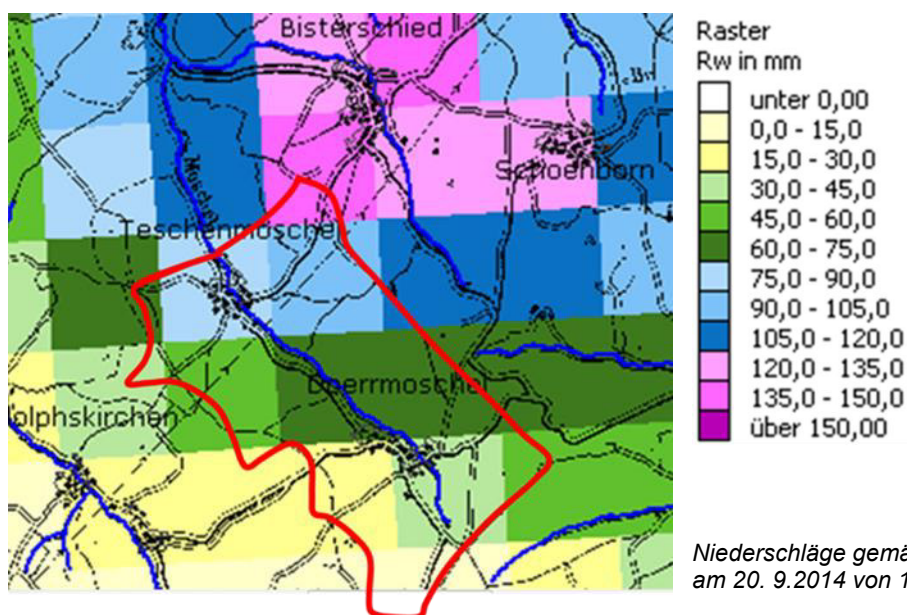 Bisterschied
Schoenborn
Moschel
Teschenmoschel
Doerrmoschel
olphskirchen
Raster
Rw in mm
unter 0,00
0,0 - 15,0
15,0 - 30,0
30,0 - 45,0
45,0 - 60,0
60,0 - 75,0
75,0 - 90,0
90,0 - 105,0
105,0 - 120,0
120,0 - 135,0
135,0 - 150,0
über 150,00
Niederschläge gemä
am 20. 9.2014 von 1